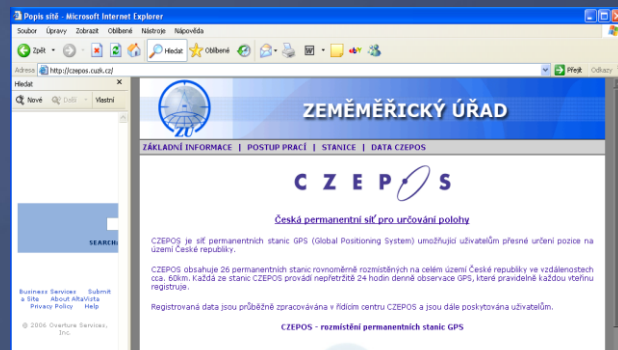 Popis sítě - Microsoft Internet Explorer
Soubor Úpravy Zobrazit Oblíbené Nástroje Nápověda
Zpět Hledat Oblíbené
Adresa http://czepos.cuzk.cz/ Přejít Odkazy
Hledat
Nové Další Vlastní
SEARCH
Business Services Submit
a Site About AltaVista
Privacy Policy Help
© 2006 Overture Services,
Inc.
ZÚ
ZEMĚMĚŘICKÝ ÚŘAD
ZÁKLADNÍ INFORMACE | POSTUP PRACÍ | STANICE | DATA CZEPOS
CZEPOS
Česká permanentní síť pro určování polohy
CZEPOS je síť permanentních stanic GPS (Global Positioning System) umožňující uživatelům přesné určení pozice na
území České republiky.
CZEPOS obsahuje 26 permanentních stanic rovnoměrně rozmístěných na celém území České republiky ve vzdálenostech
cca. 60km. Každá ze stanic CZEPOS provádí nepřetržitě 24 hodin denně observace GPS, které pravidelně každou vteřinu
registruje.
Registrovaná data jsou průběžně zpracovávána v řídícím centru CZEPOS a jsou dále poskytována uživatelům.
CZEPOS - rozmístění permanentních stanic GPS